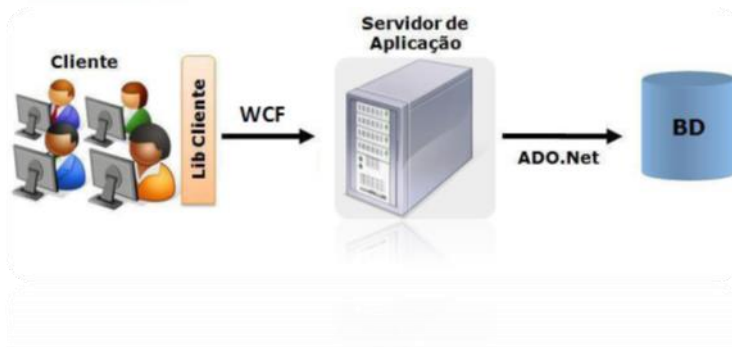 Cliente
Lib Cliente
WCF
Servidor de
Aplicação
ADO.Net
BD